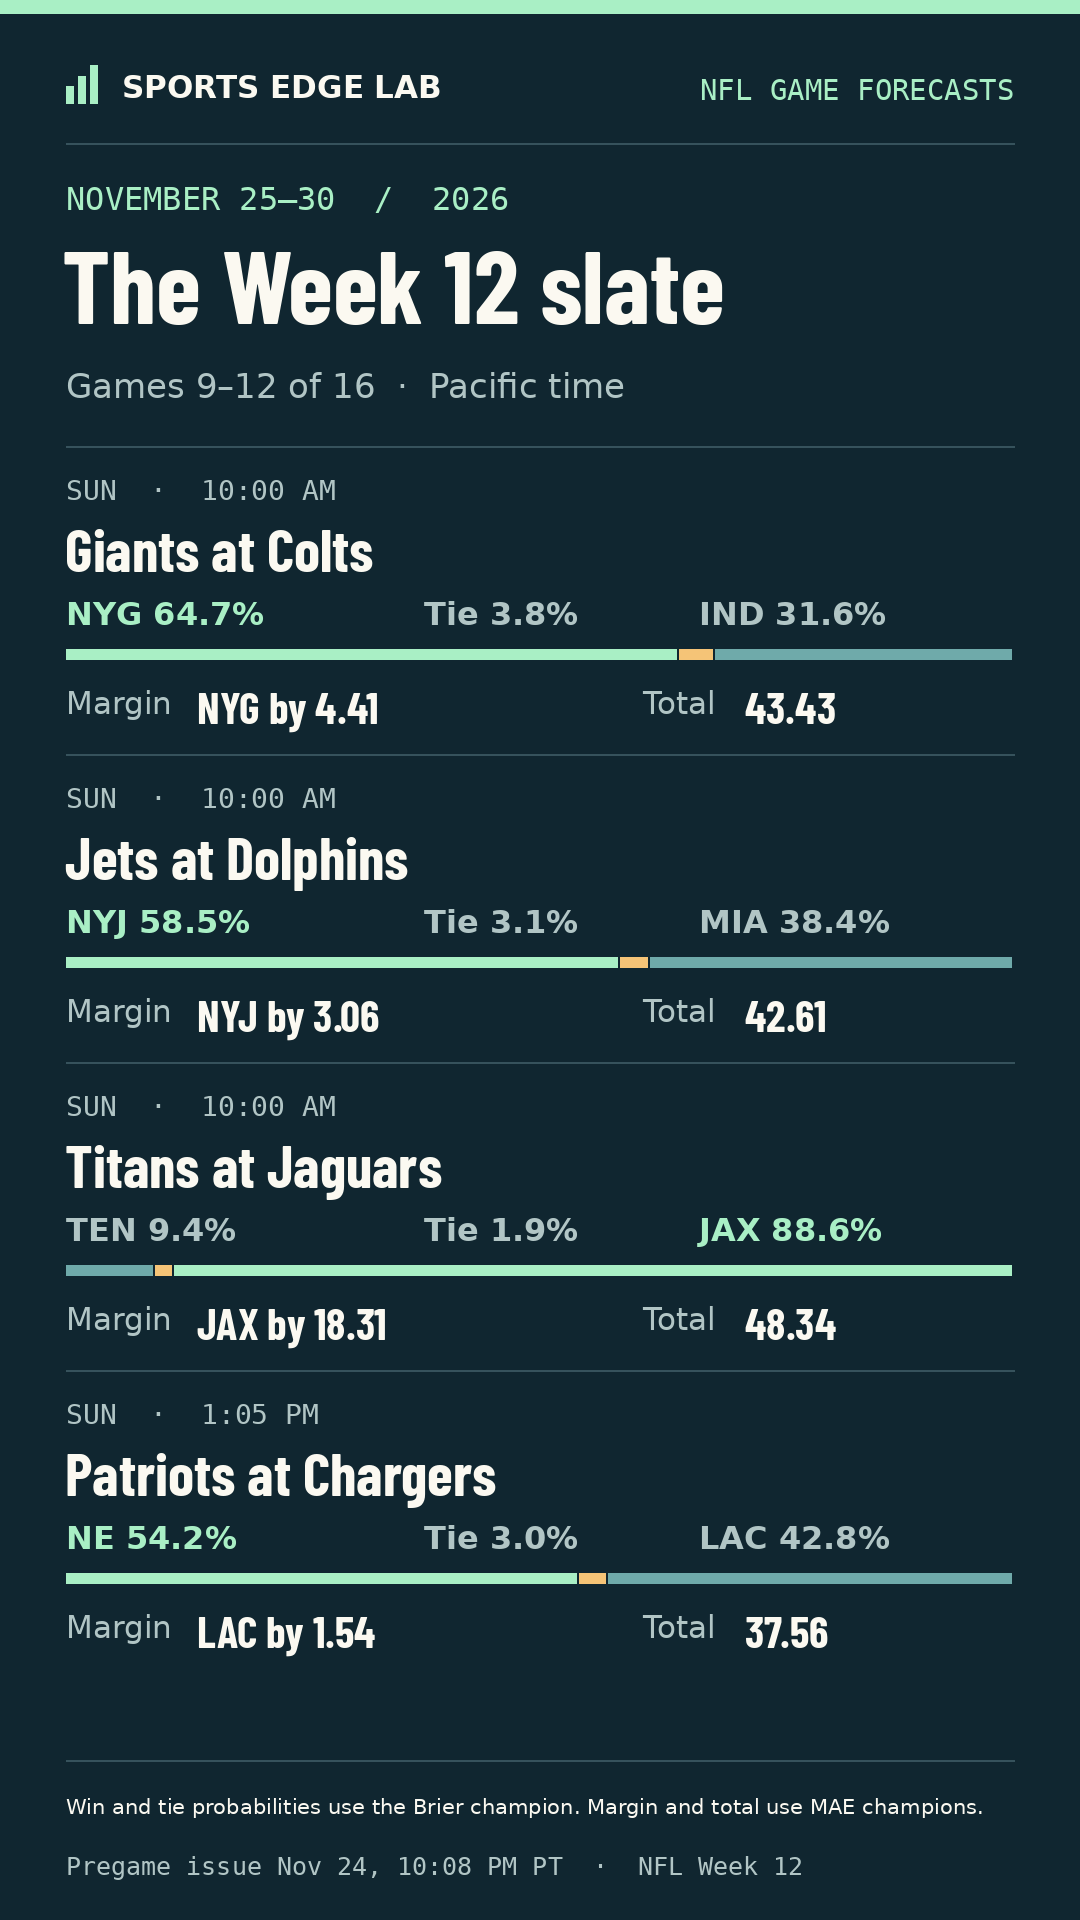 SPORTS EDGE LAB
NFL GAME FORECASTS
NOVEMBER 25–30 / 2026
The Week 12 slate
Games 9–12 of 16 · Pacific time
SUN · 10:00 AM
Giants at Colts
NYG 64.7% Tie 3.8% IND 31.6%
Margin NYG by 4.41 Total 43.43
SUN · 10:00 AM
Jets at Dolphins
NYJ 58.5% Tie 3.1% MIA 38.4%
Margin NYJ by 3.06 Total 42.61
SUN · 10:00 AM
Titans at Jaguars
TEN 9.4% Tie 1.9% JAX 88.6%
Margin JAX by 18.31 Total 48.34
SUN · 1:05 PM
Patriots at Chargers
NE 54.2% Tie 3.0% LAC 42.8%
Margin LAC by 1.54 Total 37.56
Win and tie probabilities use the Brier champion. Margin and total use MAE champions.
Pregame issue Nov 24, 10:08 PM PT · NFL Week 12